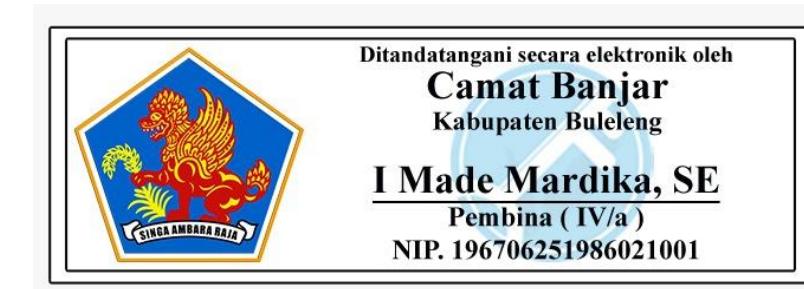 Ditandatangani secara elektronik oleh
Camat Banjar
Kabupaten Buleleng
I Made Mardika, SE
Pembina ( IV/a )
NIP. 196706251986021001
SINGA AMBARA RAJA